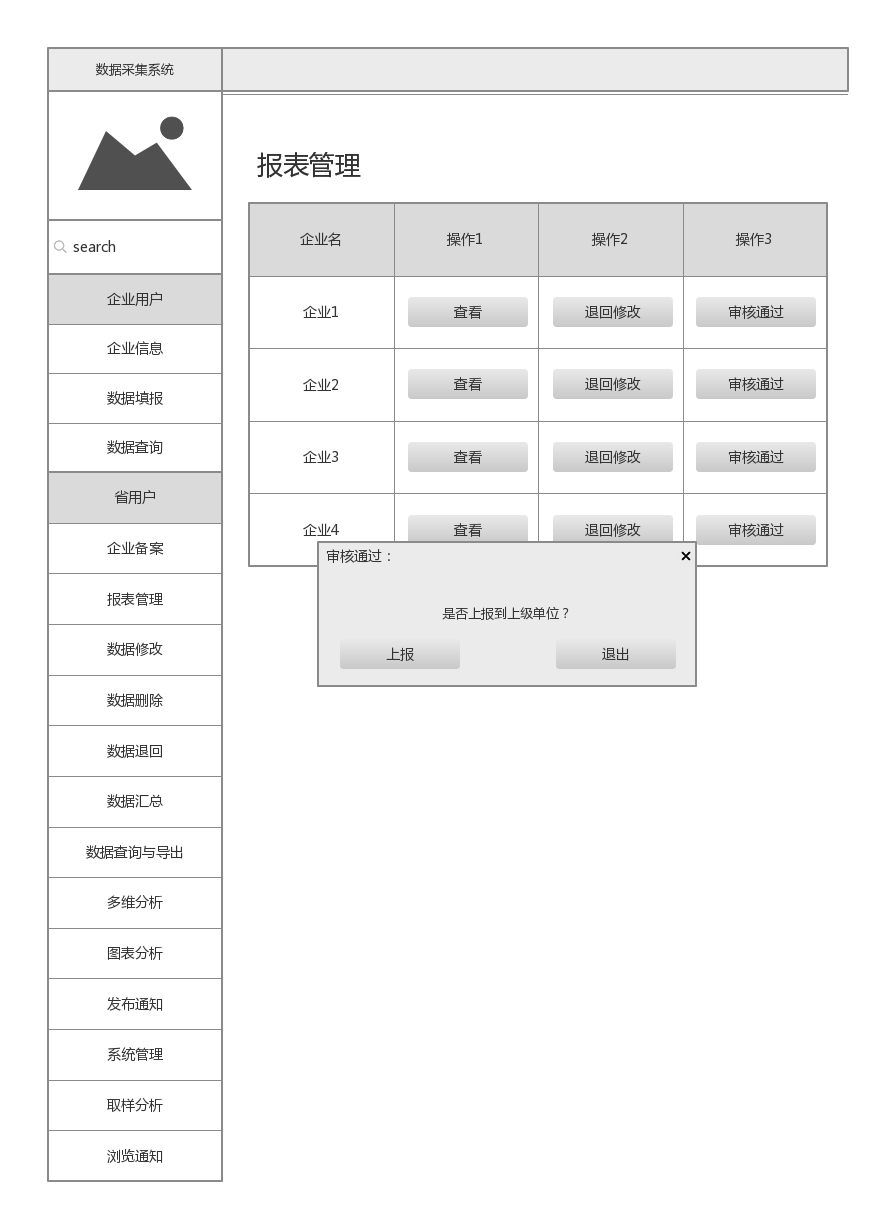 数据采集系统
search
企业用户
企业信息
数据填报
数据查询
省用户
企业备案
报表管理
数据修改
数据删除
数据退回
数据汇总
数据查询与导出
多维分析
图表分析
发布通知
系统管理
取样分析
浏览通知
报表管理
企业名 操作1 操作2 操作3
企业1 查看 退回修改 审核通过
企业2 查看 退回修改 审核通过
企业3 查看 退回修改 审核通过
企业4 查看 退回修改 审核通过
审核通过：
是否上报到上级单位？
上报 退出